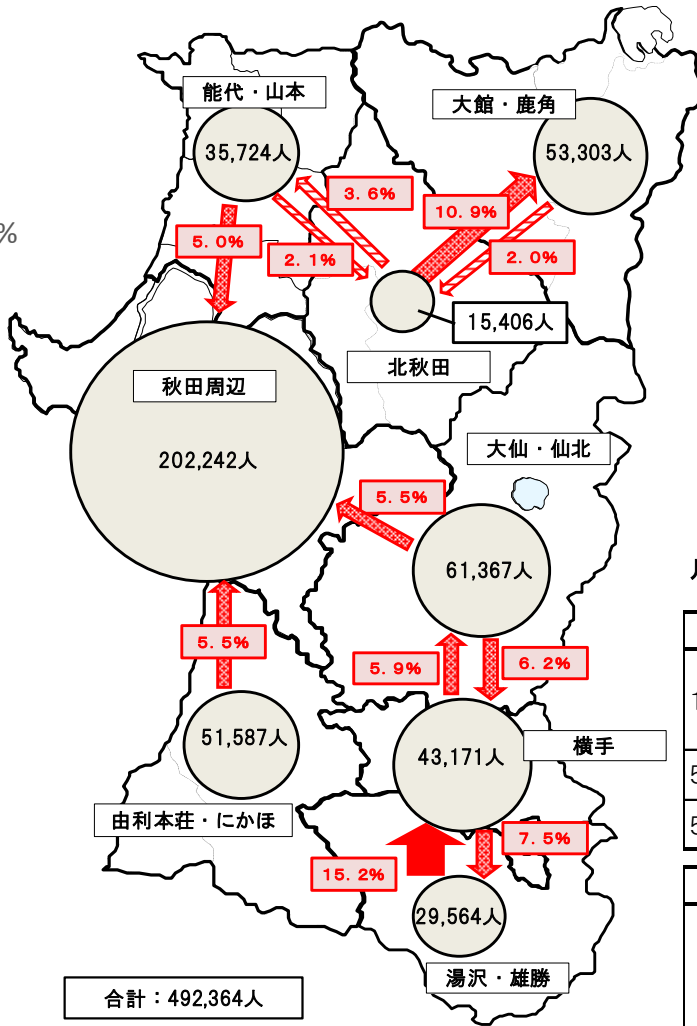 能代・山本
大館・鹿角
35,724人
53,303人
3.6%
10.9%
%
5.0%
2.1%
2.0%
15,406人
北秋田
秋田周辺
202,242人
大仙・仙北
5.5%
61,367人
5.5%
5.9%
6.2%
51,587人
43,171人
横手
由利本荘・にかほ
7.5%
15.2%
29,564人
湯沢・雄勝
合計：492,364人